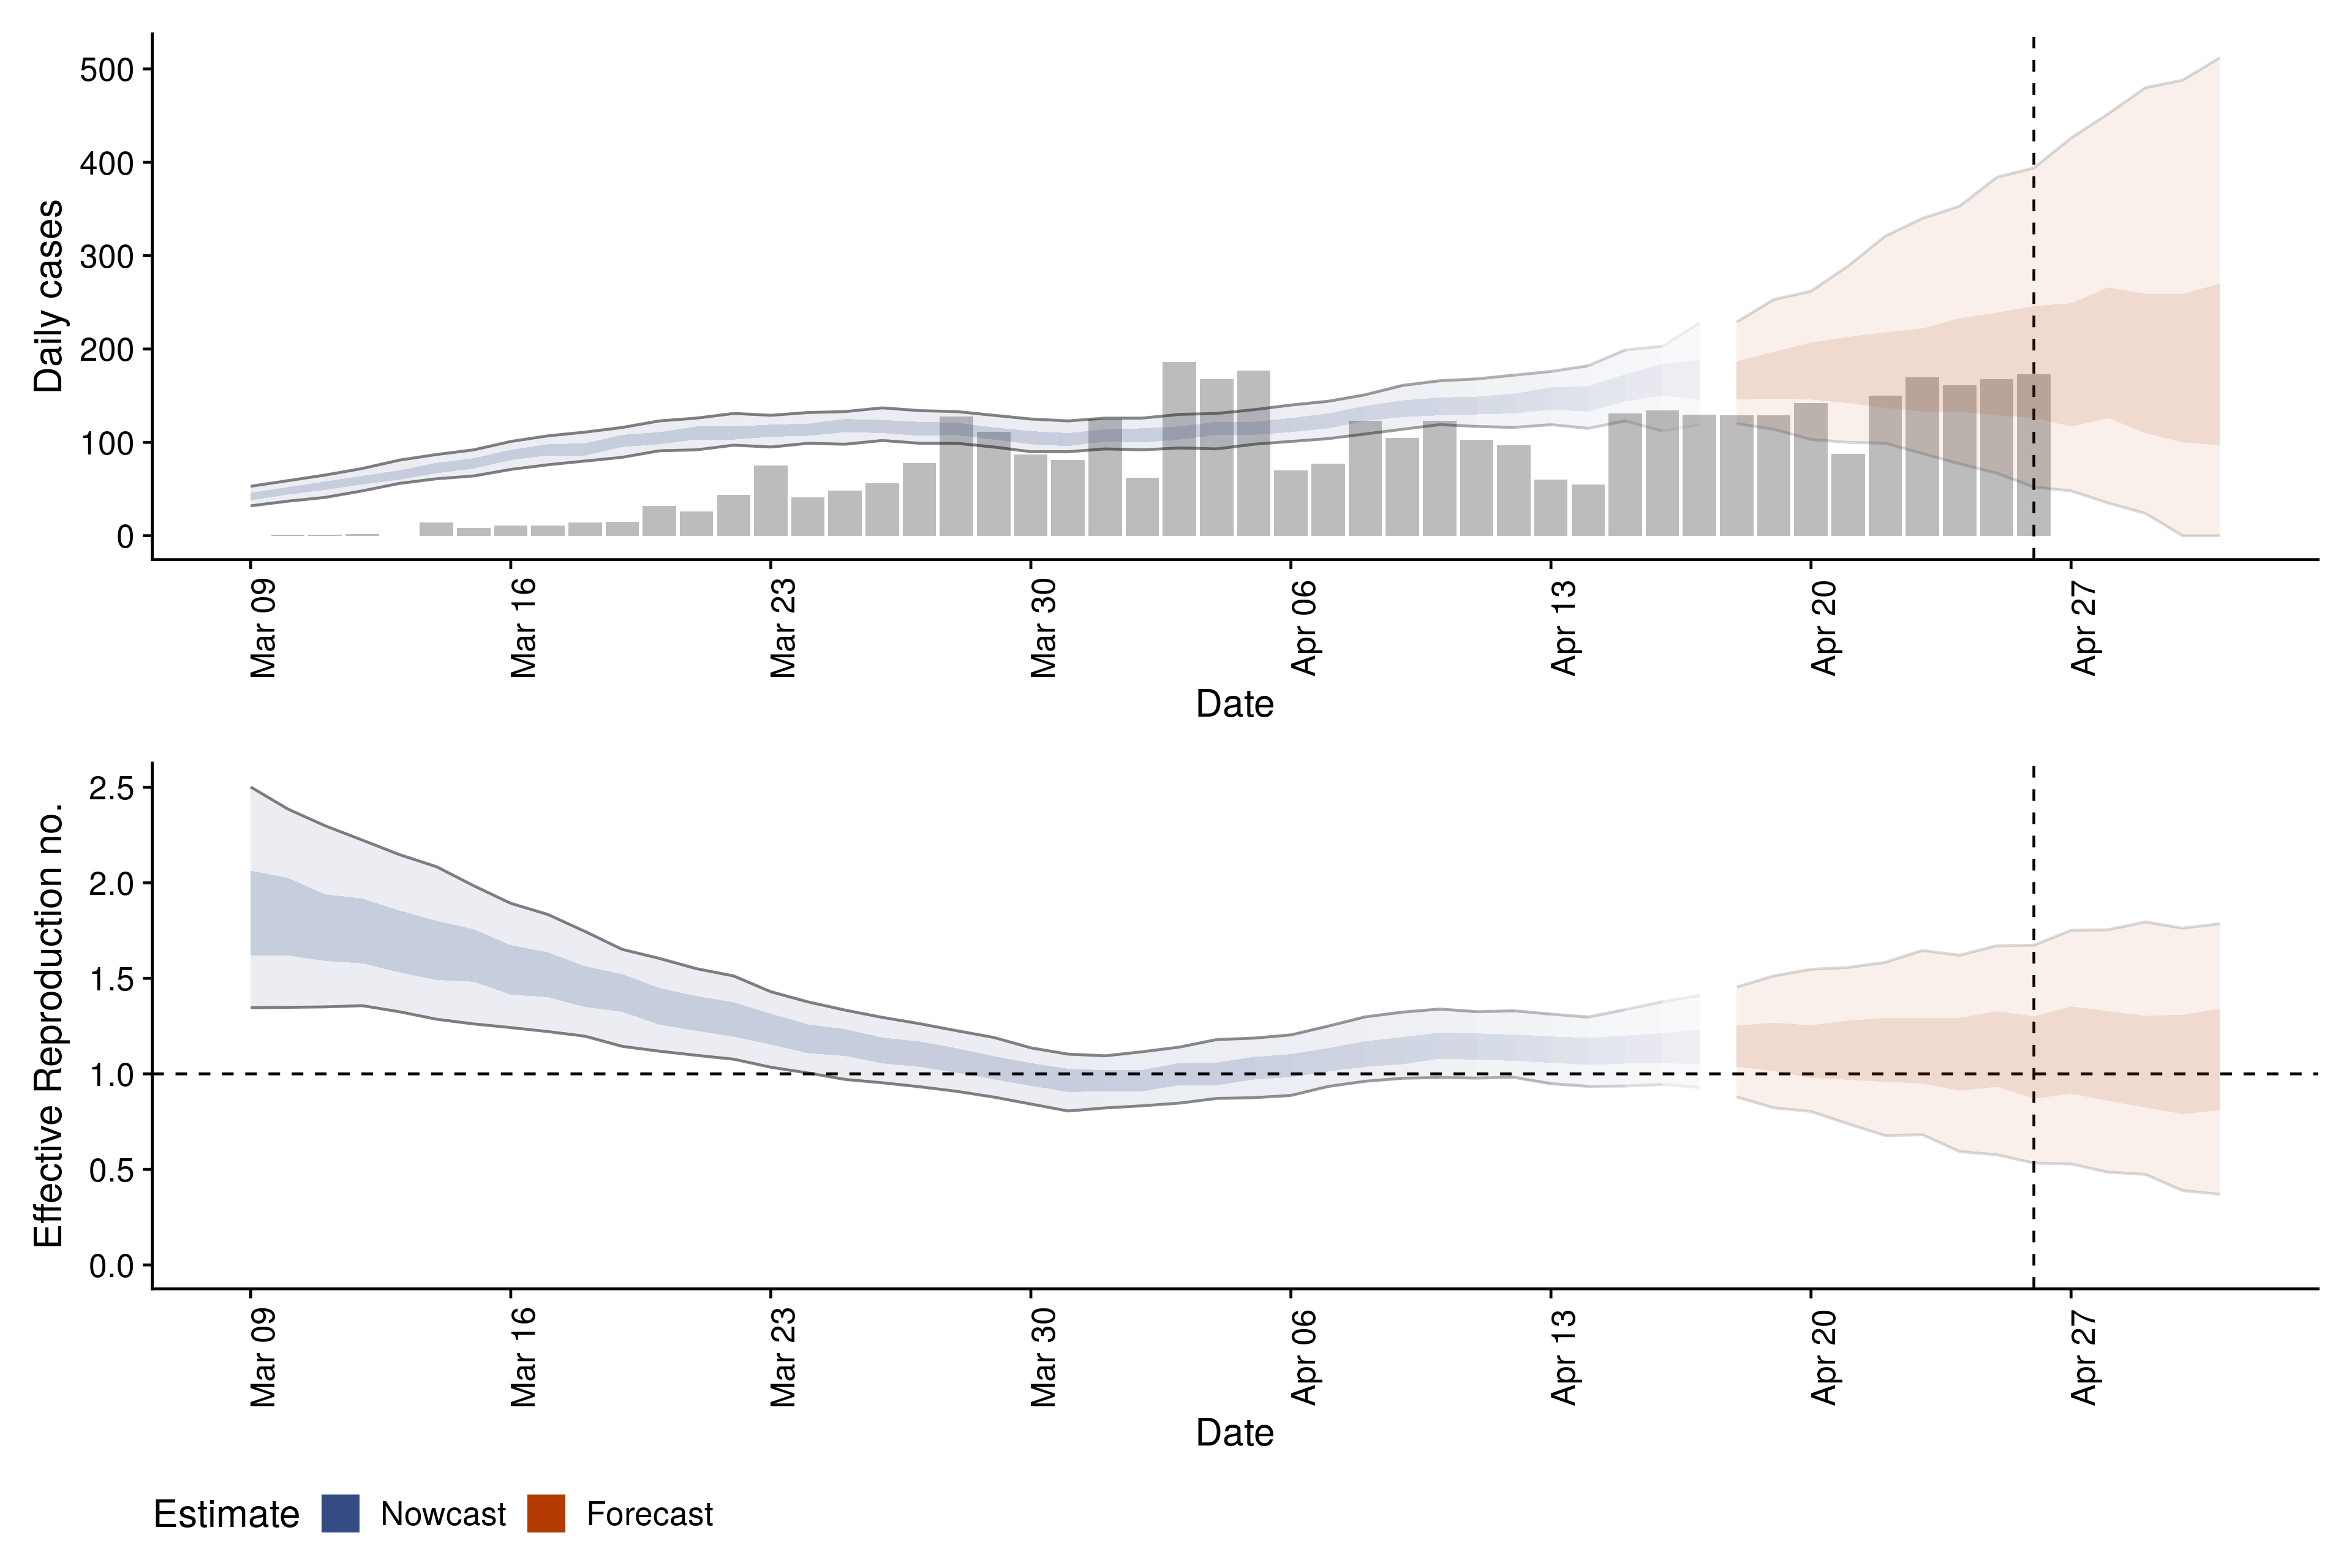 Daily cases
500
400
300
200
100
0
Mar 09
Mar 16
Mar 23
Mar 30
Apr 06
Apr 13
Apr 20
Apr 27
Date
Effective Reproduction no.
2.5
2.0
1.5
1.0
0.5
0.0
Mar 09
Mar 16
Mar 23
Mar 30
Apr 06
Apr 13
Apr 20
Apr 27
Date
Estimate Nowcast Forecast